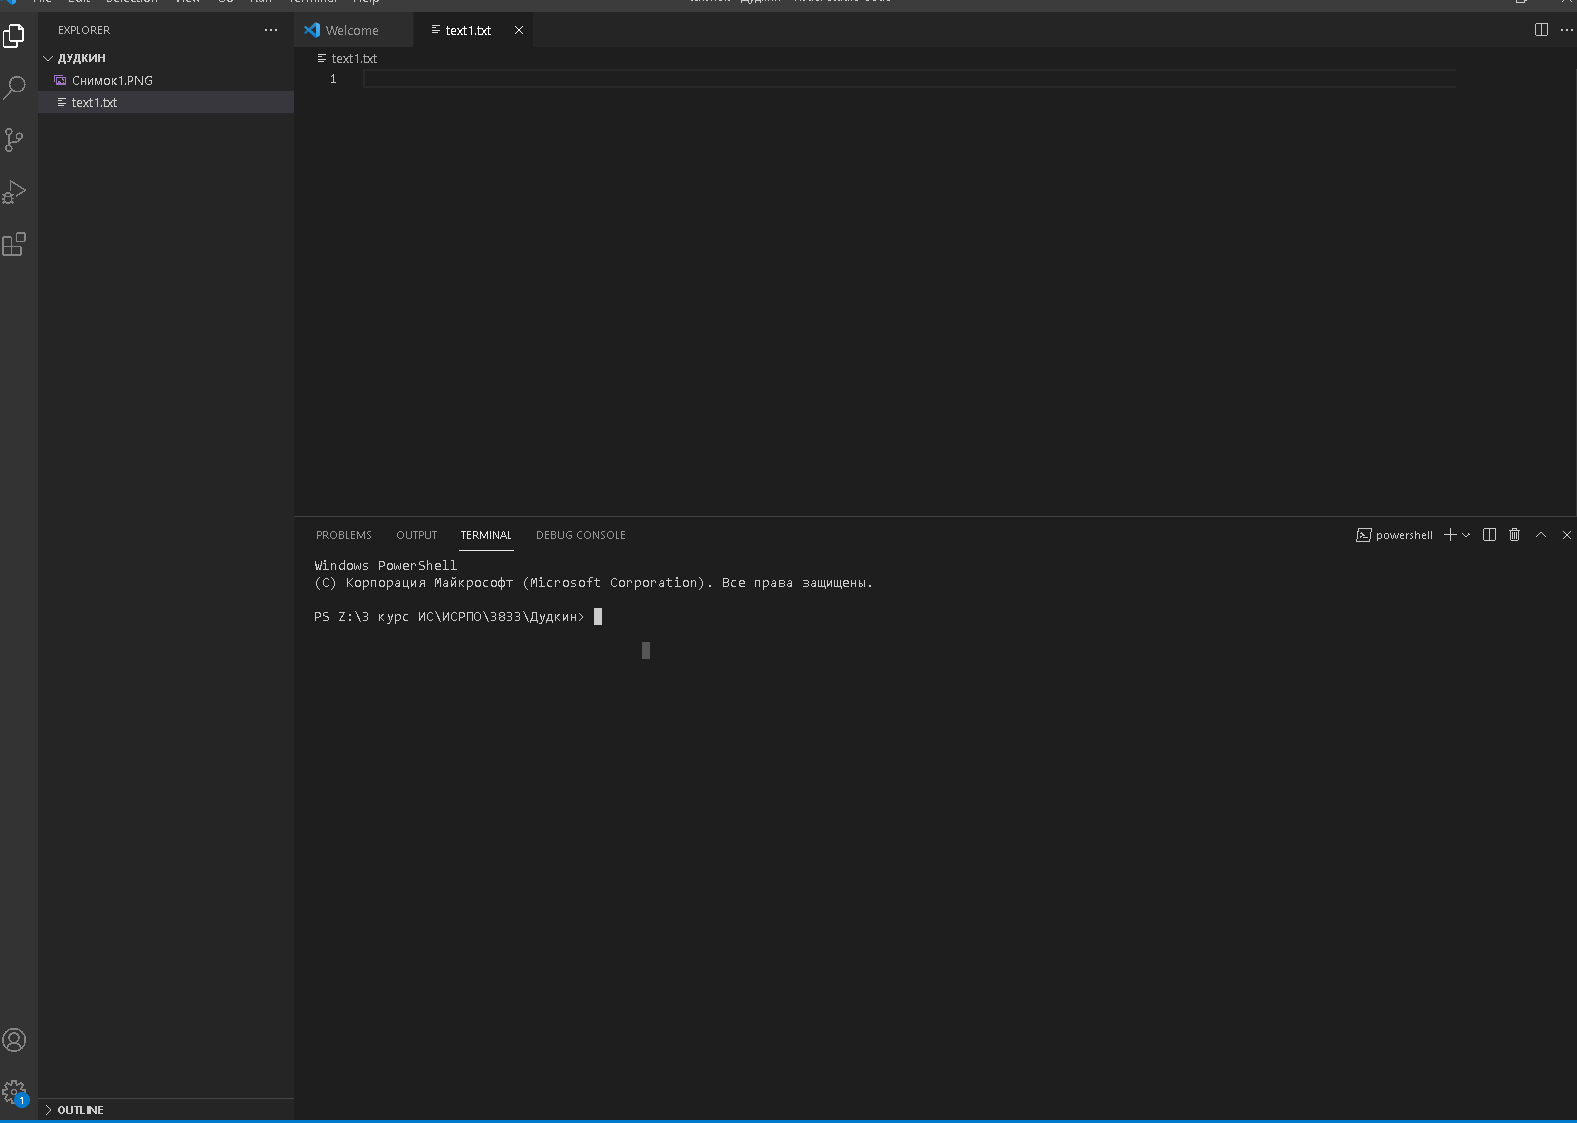 EXPLORER
ДУДКИН
Снимок1.PNG
text1.txt
OUTLINE
1
Welcome
text1.txt
text1.txt
1
PROBLEMS OUTPUT TERMINAL DEBUG CONSOLE
powershell
Windows PowerShell
(C) Корпорация Майкрософт (Microsoft Corporation). Все права защищены.
PS Z:\3 курс ИС\ИСРПО\3833\Дудкин>